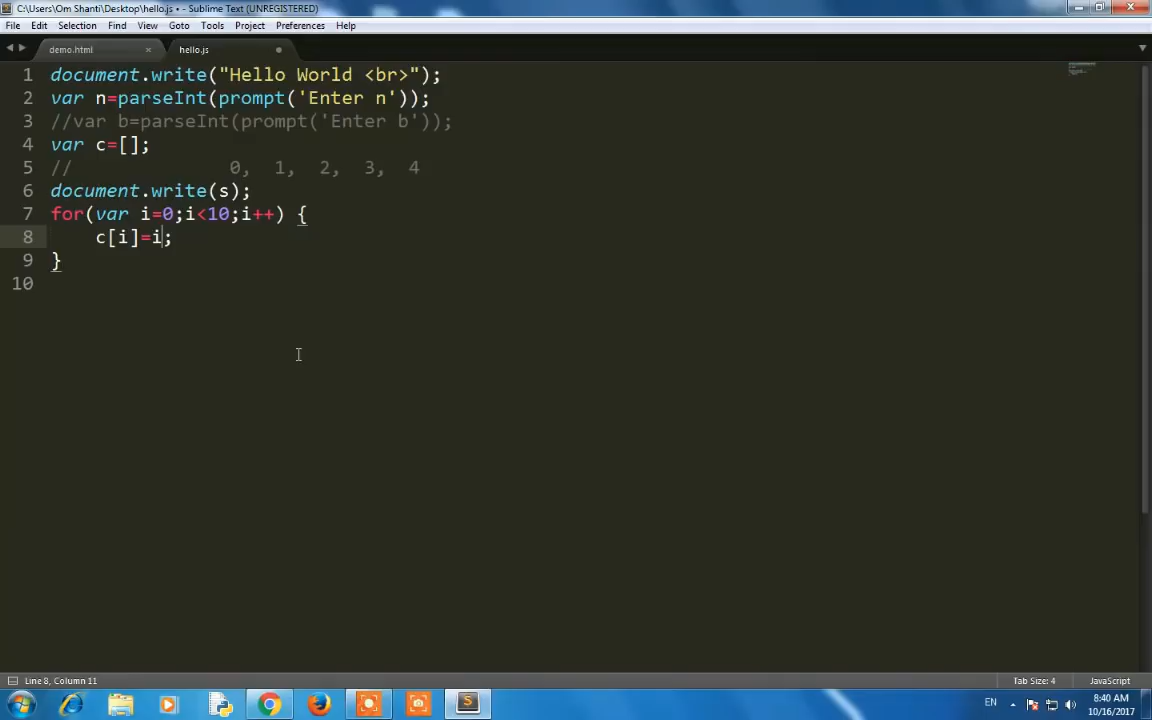 C:\Users\Om Shanti\Desktop\hello.js • - Sublime Text (UNREGISTERED)
File Edit Selection Find View Goto Tools Project Preferences Help
demo.html × hello.js
1 document.write("Hello World <br>");
2 var n=parseInt(prompt('Enter n'));
3 //var b=parseInt(prompt('Enter b'));
4 var c=[];
5 // 0, 1, 2, 3, 4
6 document.write(s);
7 for(var i=0;i<10;i++) {
8 c[i]=i;
9 }
10
Line 8, Column 11 Tab Size: 4 JavaScript
EN 8:40 AM
10/16/2017